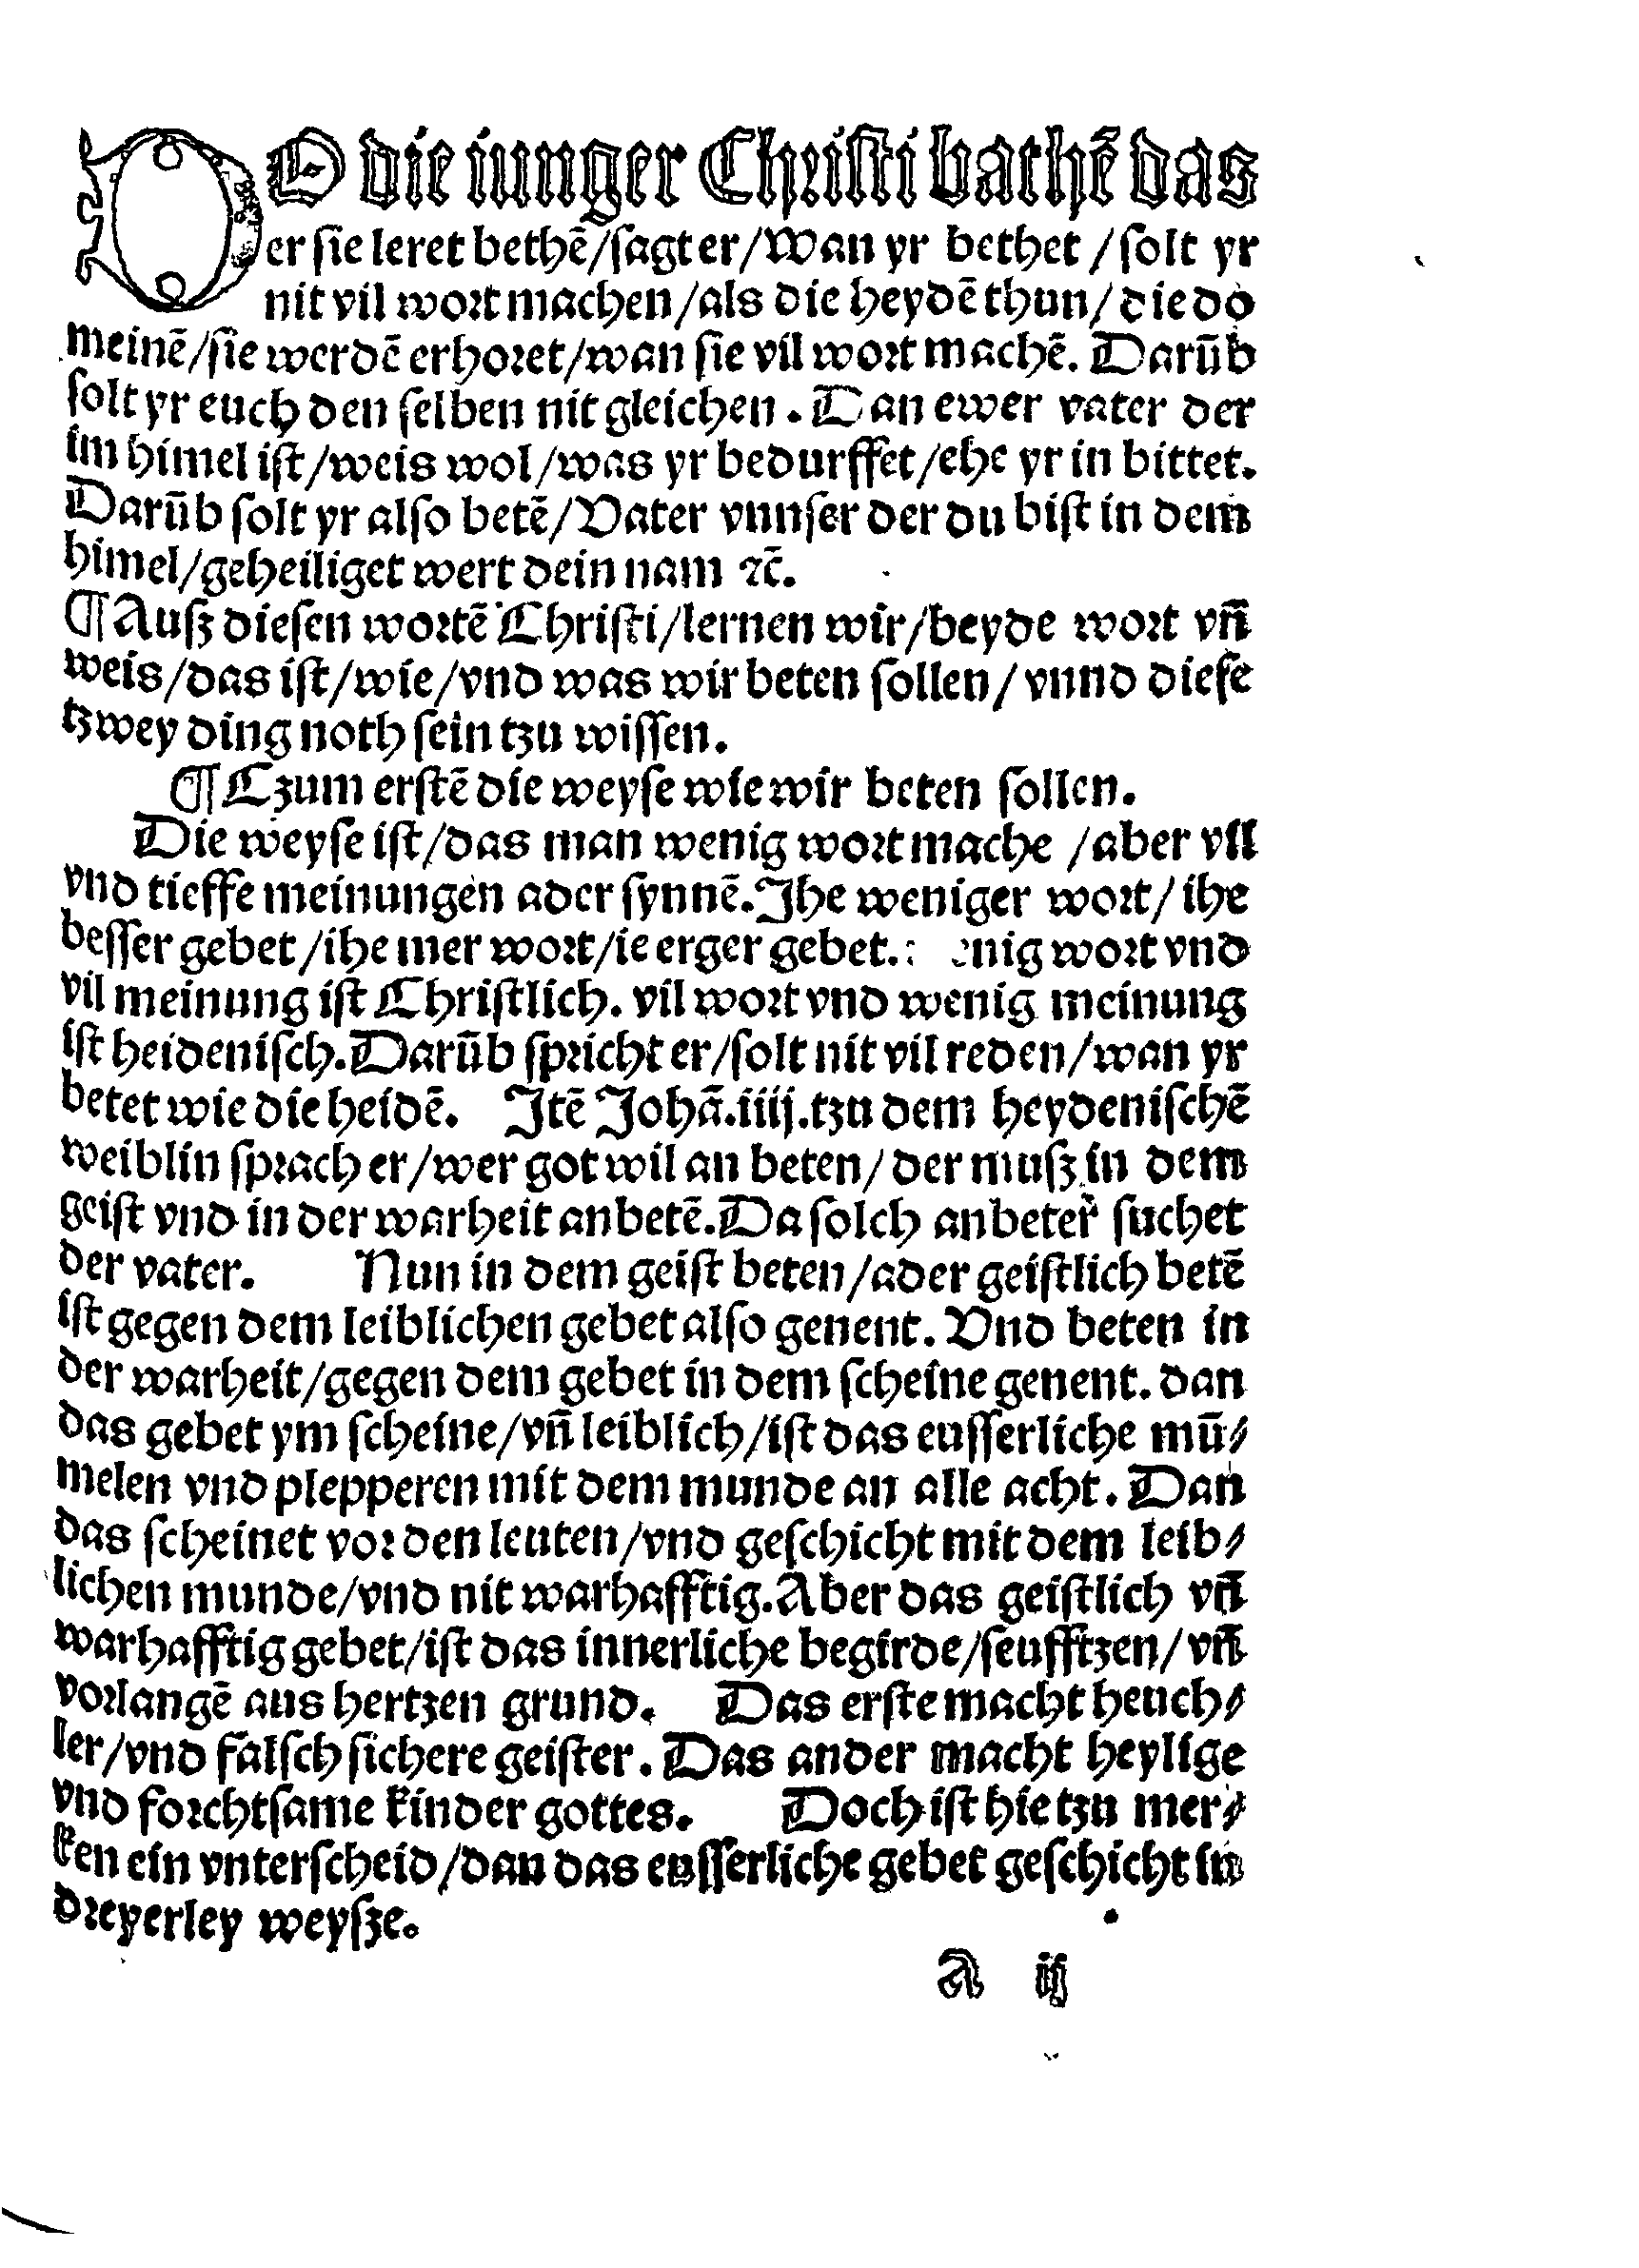 DO die iunger Christi bathē das
er sie leret bethē/sagt er/Wan yr bethet /solt yr
nit vil wort machen/als die heydē thun/die do
meinē/sie werdē erhoret/wan sie vil wort machē. Darūb
solt yr euch den selben nit gleichen. Dan ewer vater der
im himel ist/weis wol/was yr bedurffet/ehe yr in bittet.
Darūb solt yr also betē/Vater vnnser der du bist in dem
himel/geheiliget wert dein nam ⁊c̄.
¶Ausz diesen wortē Christi/lernen wir/beyde wort vn̄
weis/das ist/wie/vnd was wir beten sollen/vnnd diese
tzwey ding noth sein tzu wissen.
¶Czum erstē die weyse wie wir beten sollen.
Die weyse ist/das man wenig wort mache /aber vil
vnd tieffe meinungen ader synnē. Jhe weniger wort/ihe
besser gebet/ihe mer wort/ie erger gebet. wort vnd
vil meinung ist Christlich. vil wort vnd wenig meinung
ist heidenisch. Darūb spricht er/solt nit vil reden/wan yr
betet wie die heidē. Jtē Johā.iiij.tzu dem heydenischē
weiblin sprach er/wer got wil an beten/der musz in dem
geist vnd in der warheit anbetē. Da solch anbeter suchet
der vater. Nun in dem geist beten/ader geistlich betē
ist gegen dem leiblichen gebet also genent. Vnd beten in
der warheit/gegen dem gebet in dem scheine genent. dan
das gebet ym scheine/vn̄ leiblich/ist das eusserliche mū⸗
melen vnd plepperen mit dem munde an alle acht. Dan
das scheinet vor den leuten/vnd geschicht mit dem leib⸗
lichen munde/vnd nit warhafftig. Aber das geistlich vn̄
warhafftig gebet/ist das innerliche begirde/seufftzen/vn̄
vorlangē aus hertzen grund. Das erste macht heuch⸗
ler/vnd falsch sichere geister. Das ander macht heylige
vnd forchtsame kinder gottes. Doch ist hie tzu mer⸗
ken ein vnterscheid/dan das eusserliche gebet geschicht in
dreyerley weysze.
a ij